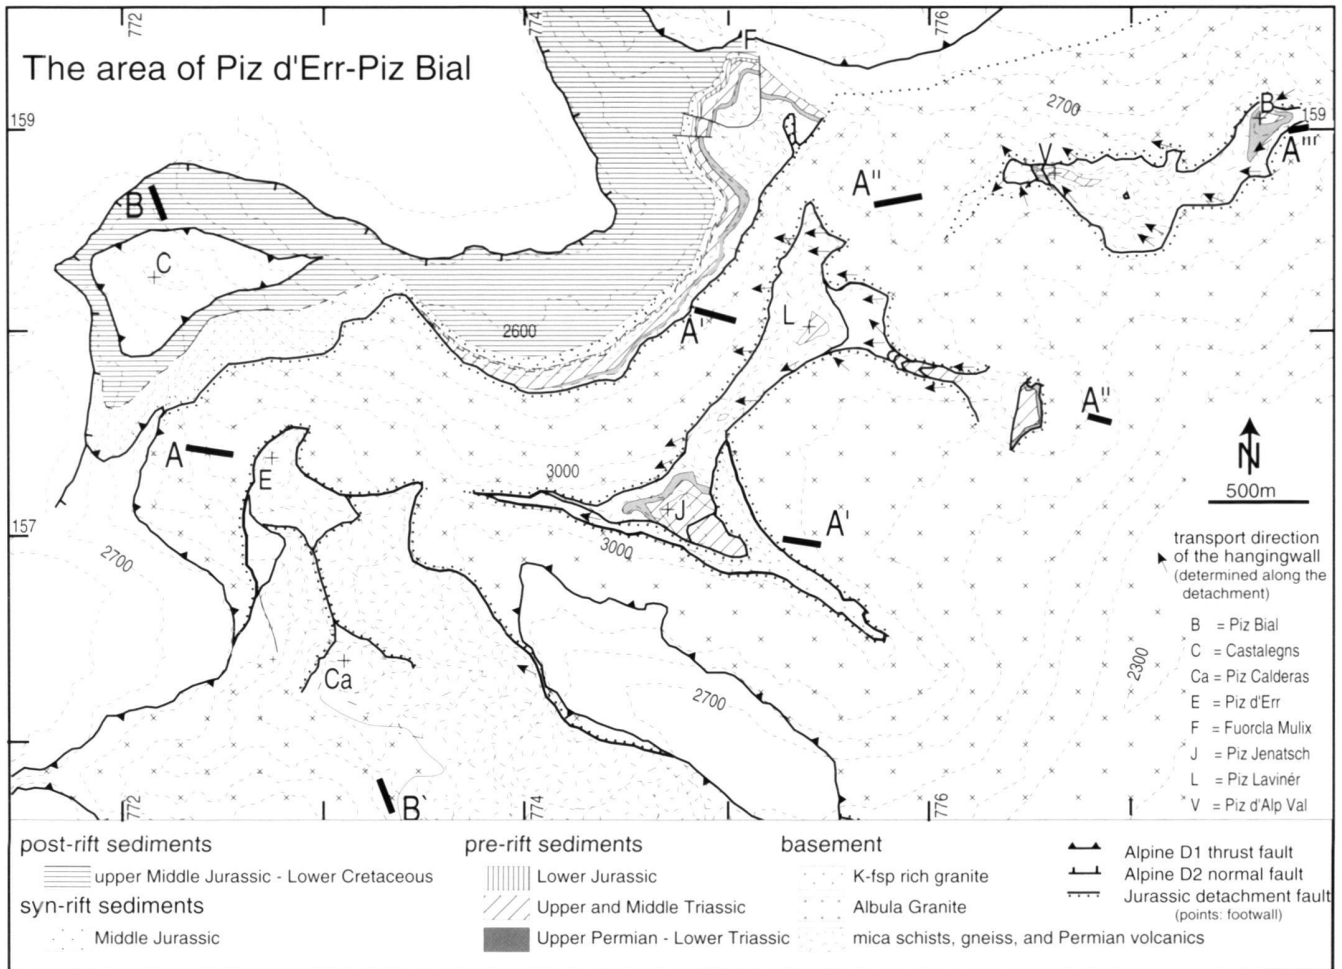 772
774
776
The area of Piz d'Err-Piz Bial
F
159
2700
B
159
A'''
V
A''
B
C
L
A'
2600
A''
N
500m
A
E
3000
J
A'
3000
157
2700
transport direction
of the hangingwall
(determined along the
detachment)
B = Piz Bial
C = Castalegns
Ca = Piz Calderas
E = Piz d'Err
F = Fuorcla Mulix
J = Piz Jenatsch
L = Piz Lavinér
V = Piz d'Alp Val
Ca
2700
2300
B`
772
774
776
post-rift sediments
upper Middle Jurassic - Lower Cretaceous
syn-rift sediments
Middle Jurassic
pre-rift sediments
Lower Jurassic
Upper and Middle Triassic
Upper Permian - Lower Triassic
basement
K-fsp rich granite
Albula Granite
mica schists, gneiss, and Permian volcanics
Alpine D1 thrust fault
Alpine D2 normal fault
Jurassic detachment fault
(points: footwall)